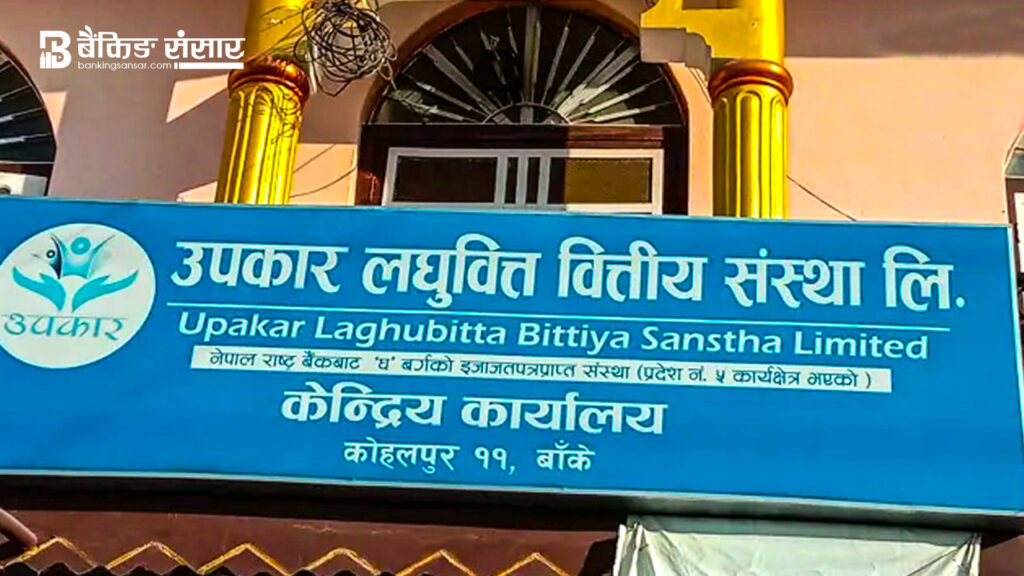 बैंकिङ संसार
bankingsansar.com
उपकार
उपकार लघुवित्त वित्तीय संस्था लि.
Upakar Laghubitta Bittiya Sanstha Limited
नेपाल राष्ट्र बैंकबाट 'घ' बर्गको इजाजतपत्रप्राप्त संस्था (प्रदेश नं. ५ कार्यक्षेत्र भएको )
केन्द्रिय कार्यालय
कोहलपुर ११, बाँके